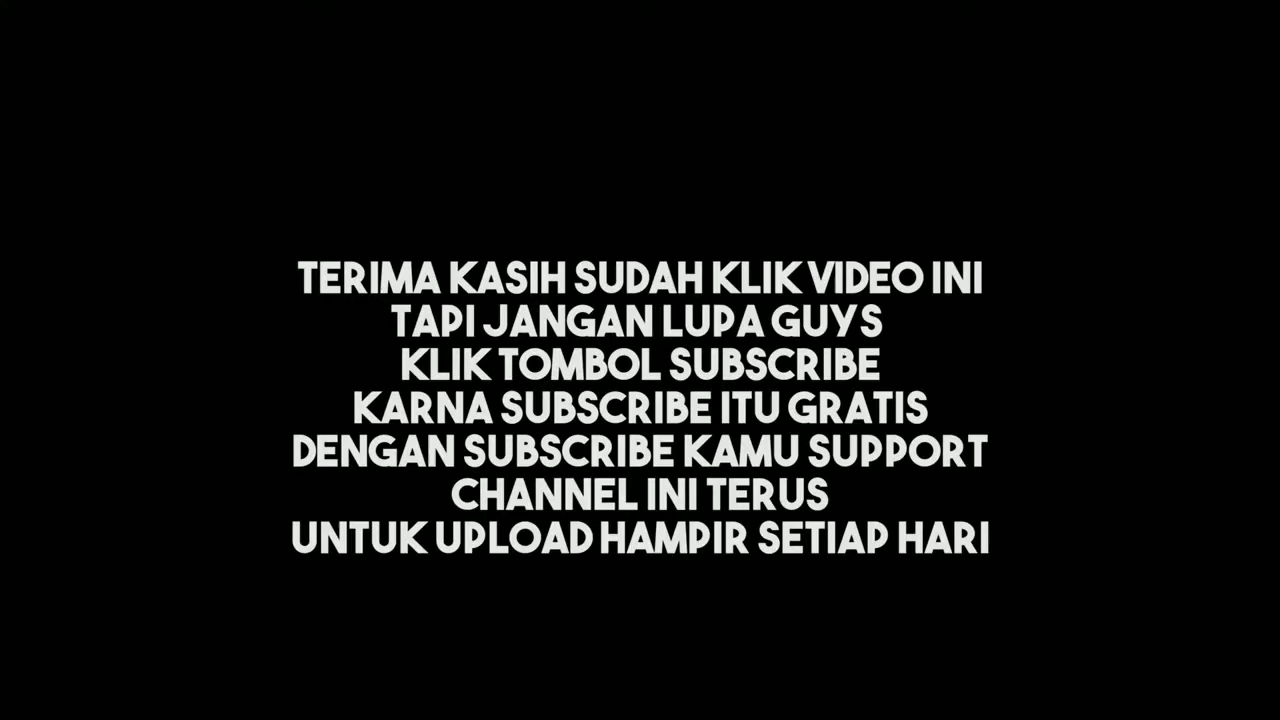 TERIMA KASIH SUDAH KLIK VIDEO INI
TAPI JANGAN LUPA GUYS
KLIK TOMBOL SUBSCRIBE
KARNA SUBSCRIBE ITU GRATIS
DENGAN SUBSCRIBE KAMU SUPPORT
CHANNEL INI TERUS
UNTUK UPLOAD HAMPIR SETIAP HARI